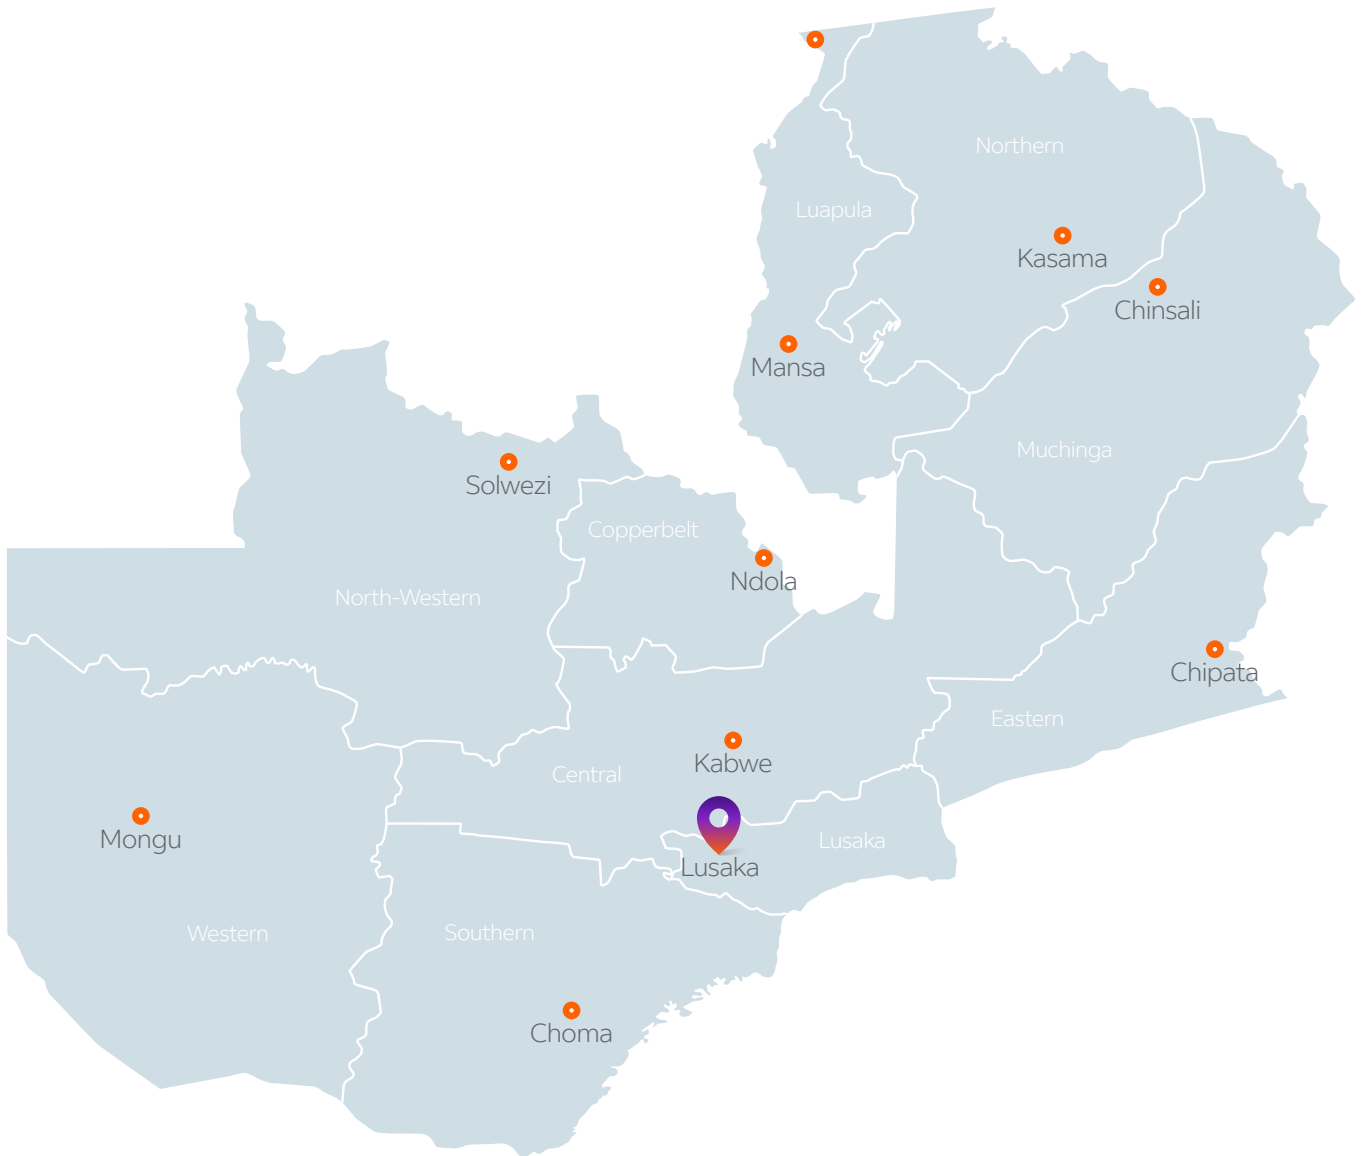 Northern
Luapula
Kasama
Chinsali
Mansa
Muchinga
Solwezi
Copperbelt
Ndola
North-Western
Chipata
Eastern
Kabwe
Central
Mongu
Lusaka
Lusaka
Western
Southern
Choma